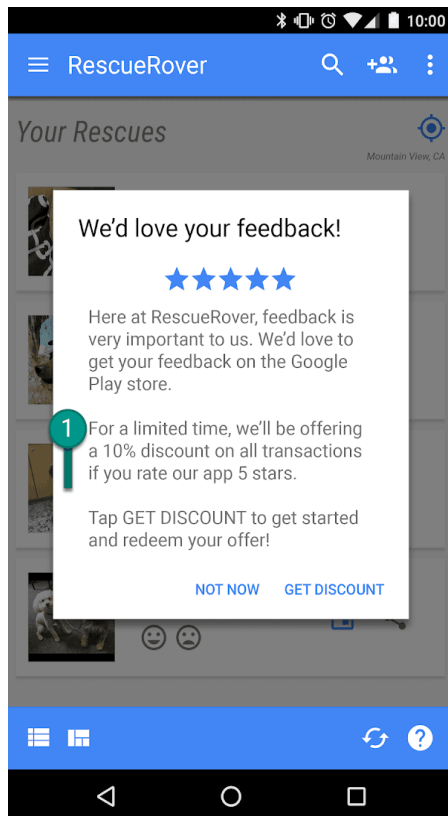 10:00
RescueRover
Your Rescues
Mountain View, CA
We’d love your feedback!
Here at RescueRover, feedback is
very important to us. We’d love to
get your feedback on the Google
Play store.
1
For a limited time, we’ll be offering
a 10% discount on all transactions
if you rate our app 5 stars.
Tap GET DISCOUNT to get started
and redeem your offer!
NOT NOW GET DISCOUNT